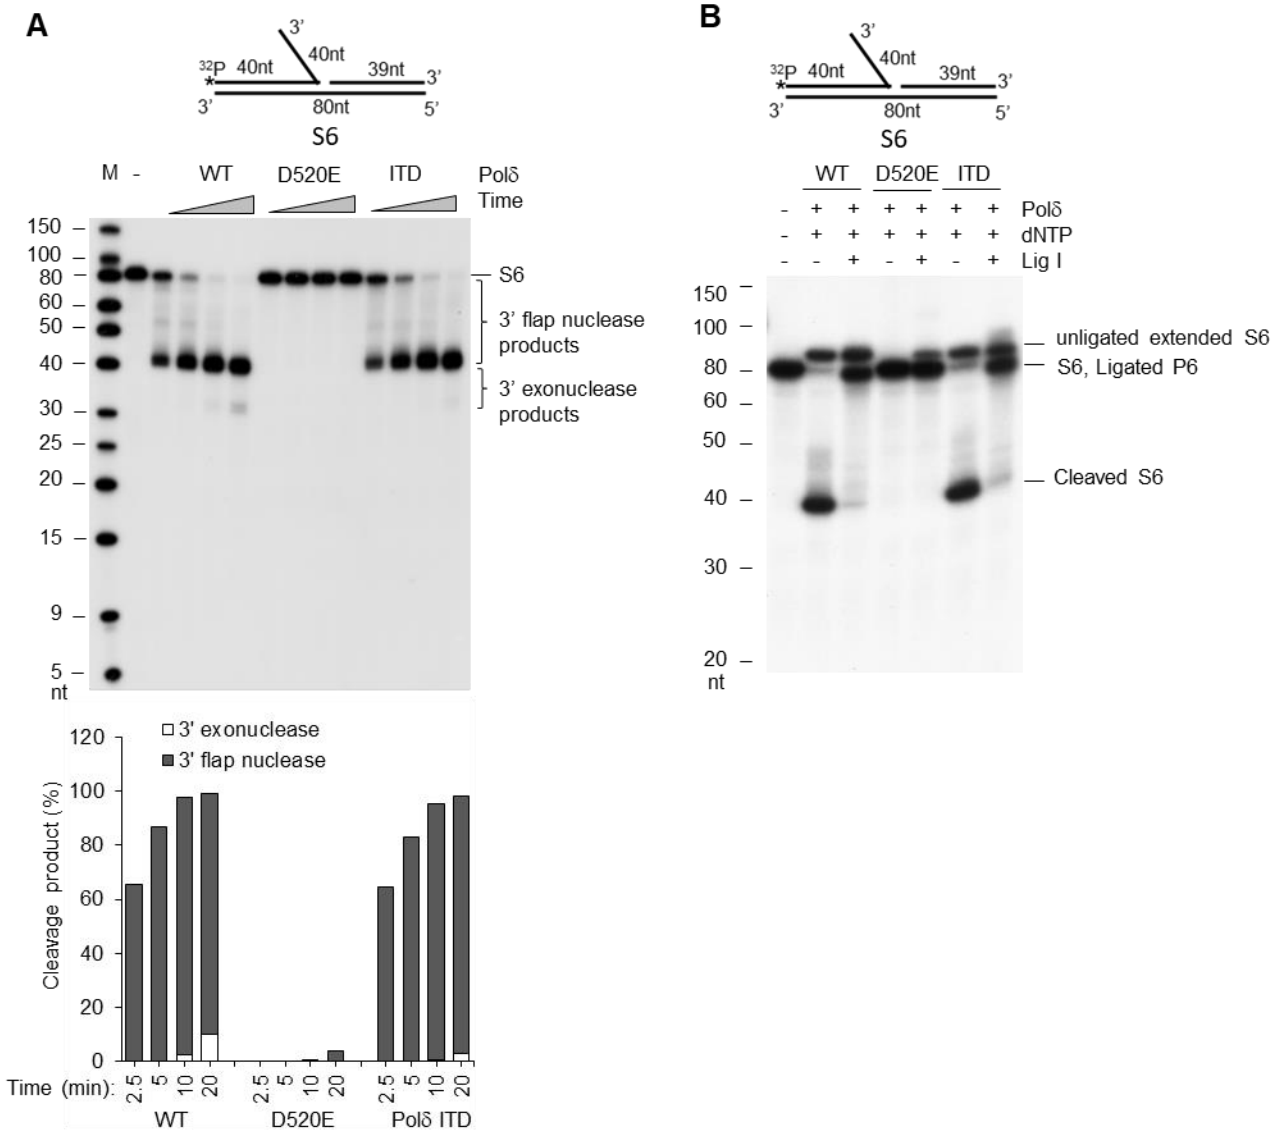 A
3’
32P 40nt 40nt 39nt 3’
*
3’ 80nt 5’
S6
M - WT D520E ITD Polδ
Time
150
100
80
60
50
40
30
25
20
15
9
5
nt
S6
3’ flap nuclease
products
3’ exonuclease
products
3' exonuclease
3' flap nuclease
Cleavage product (%)
120
100
80
60
40
20
0
Time (min): 2.5 5 10 20 2.5 5 10 20 2.5 5 10 20
WT D520E Polδ ITD
B
3’
32P 40nt 40nt 39nt 3’
*
3’ 80nt 5’
S6
WT D520E ITD
- + + + + + + Polδ
- + + + + + + dNTP
- + - + - + Lig I
150
100
80
60
50
40
30
20
nt
unligated extended S6
S6, Ligated P6
Cleaved S6